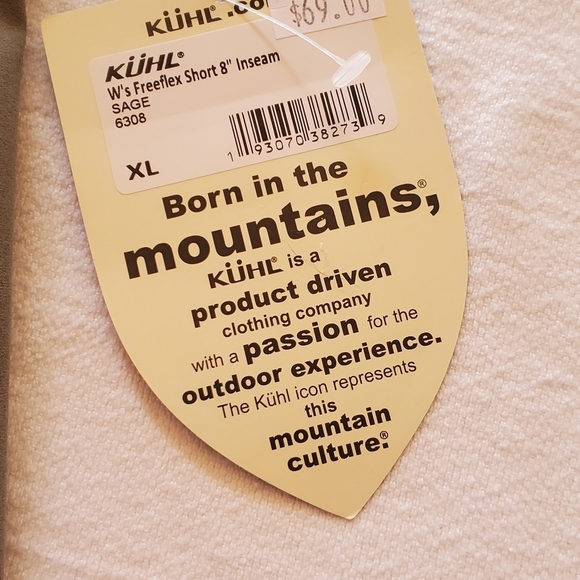 KÜHL .co
$69.00
KÜHL®
W's Freeflex Short 8" Inseam
SAGE
6308
1 93070 38273 9
XL
Born in the
mountains,®
KÜHL® is a
product driven
clothing company
with a passion for the
outdoor experience.
The Kühl icon represents
this
mountain
culture.®